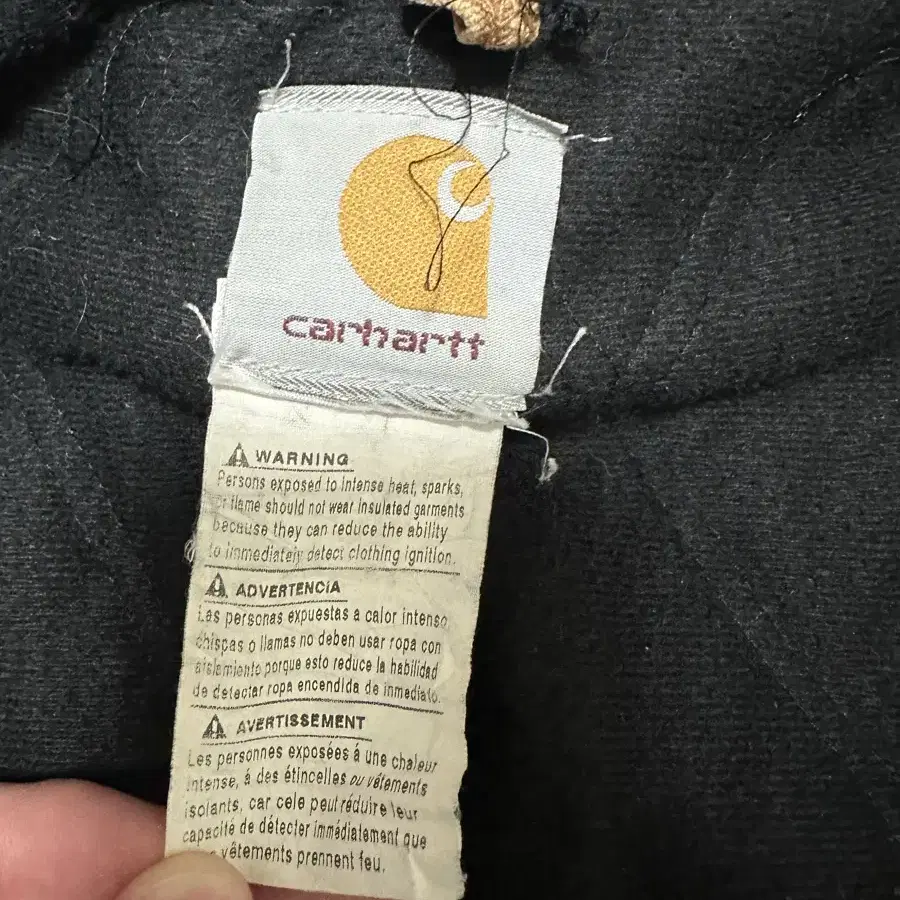 carhartt
WARNING
Persons exposed to intense heat, sparks,
or flame should not wear insulated garments
because they can reduce the ability
to immediately detect clothing ignition.
ADVERTENCIA
Las personas expuestas a calor intenso
chispas o llamas no deben usar ropa con
aislamiento porque esto reduce la habilidad
de detectar ropa encendida de inmediato.
AVERTISSEMENT
Les personnes exposées á une chaleur
intense, á des étincelles ou vêtements
isolants, car cele peut réduire leur
capacité de détecter immédiatement que
vêtements prennent feu.